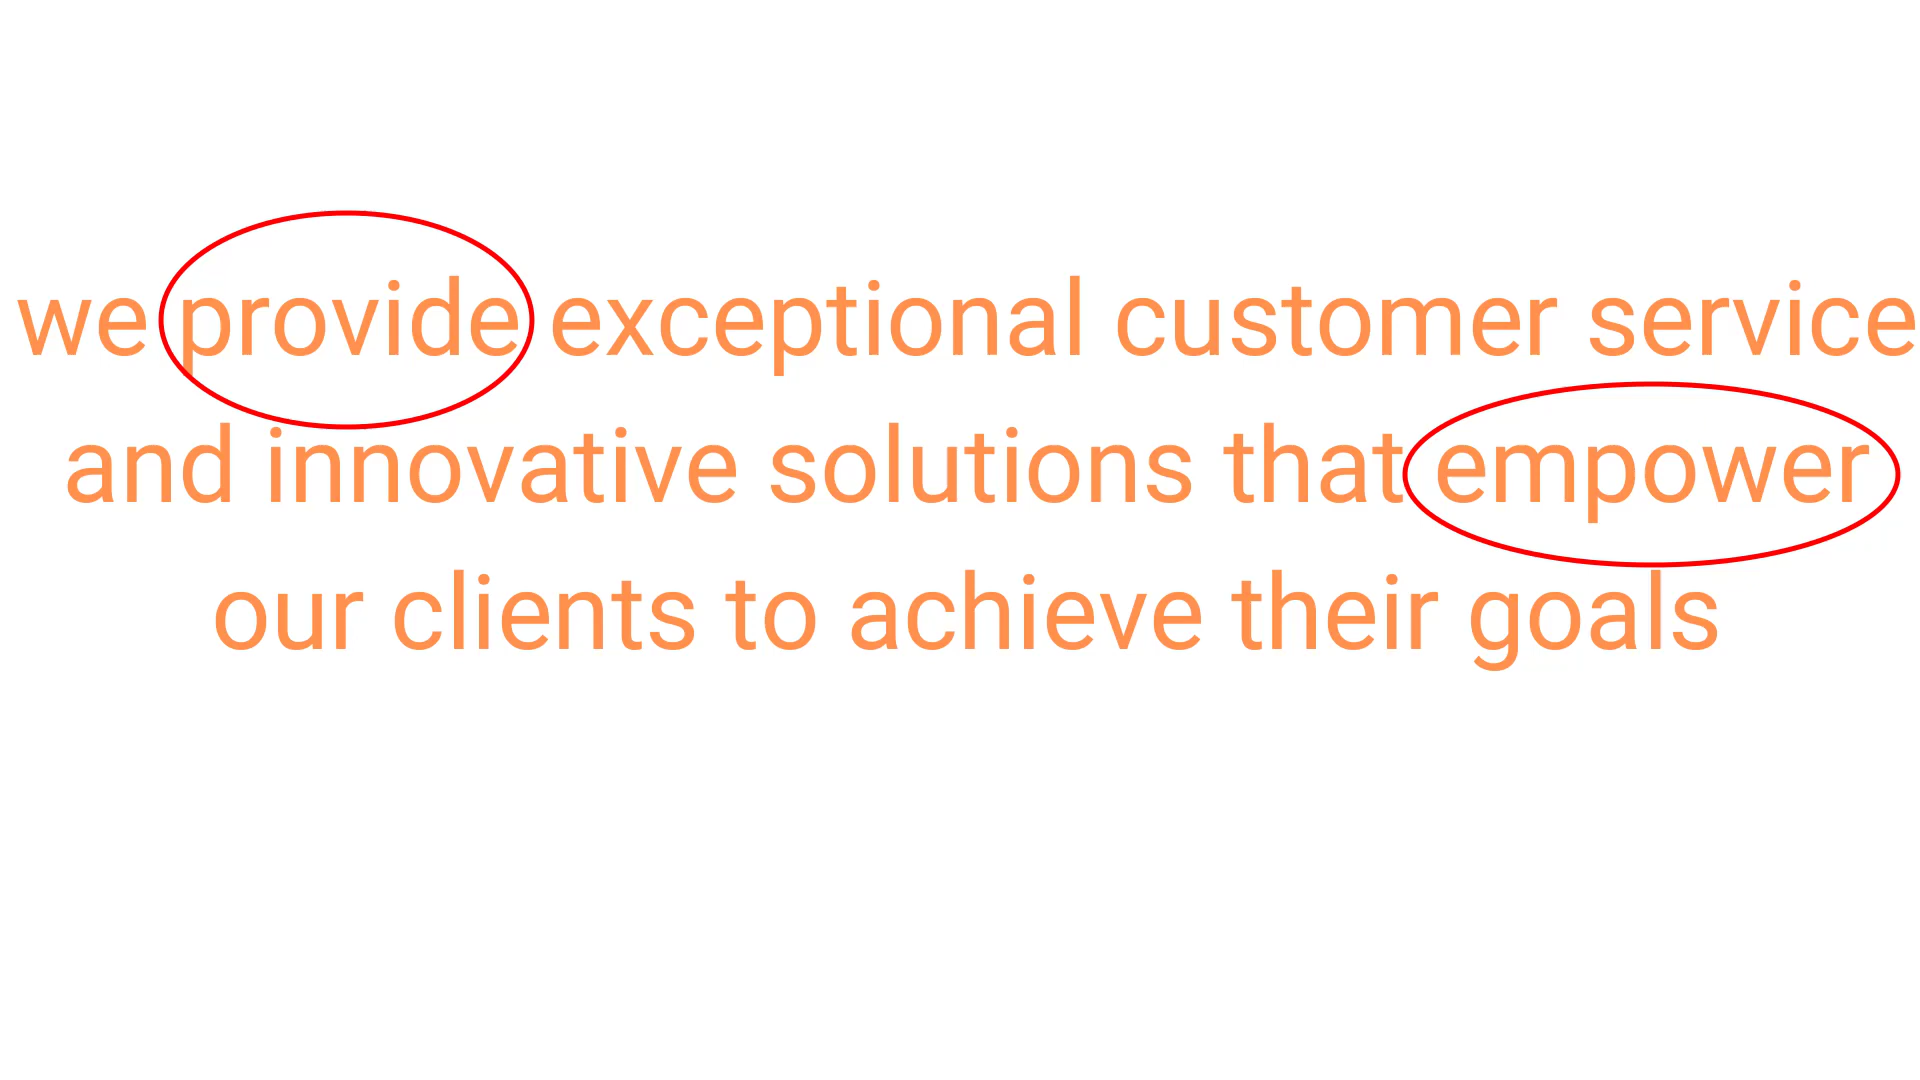 we provide exceptional customer service
and innovative solutions that empower
our clients to achieve their goals